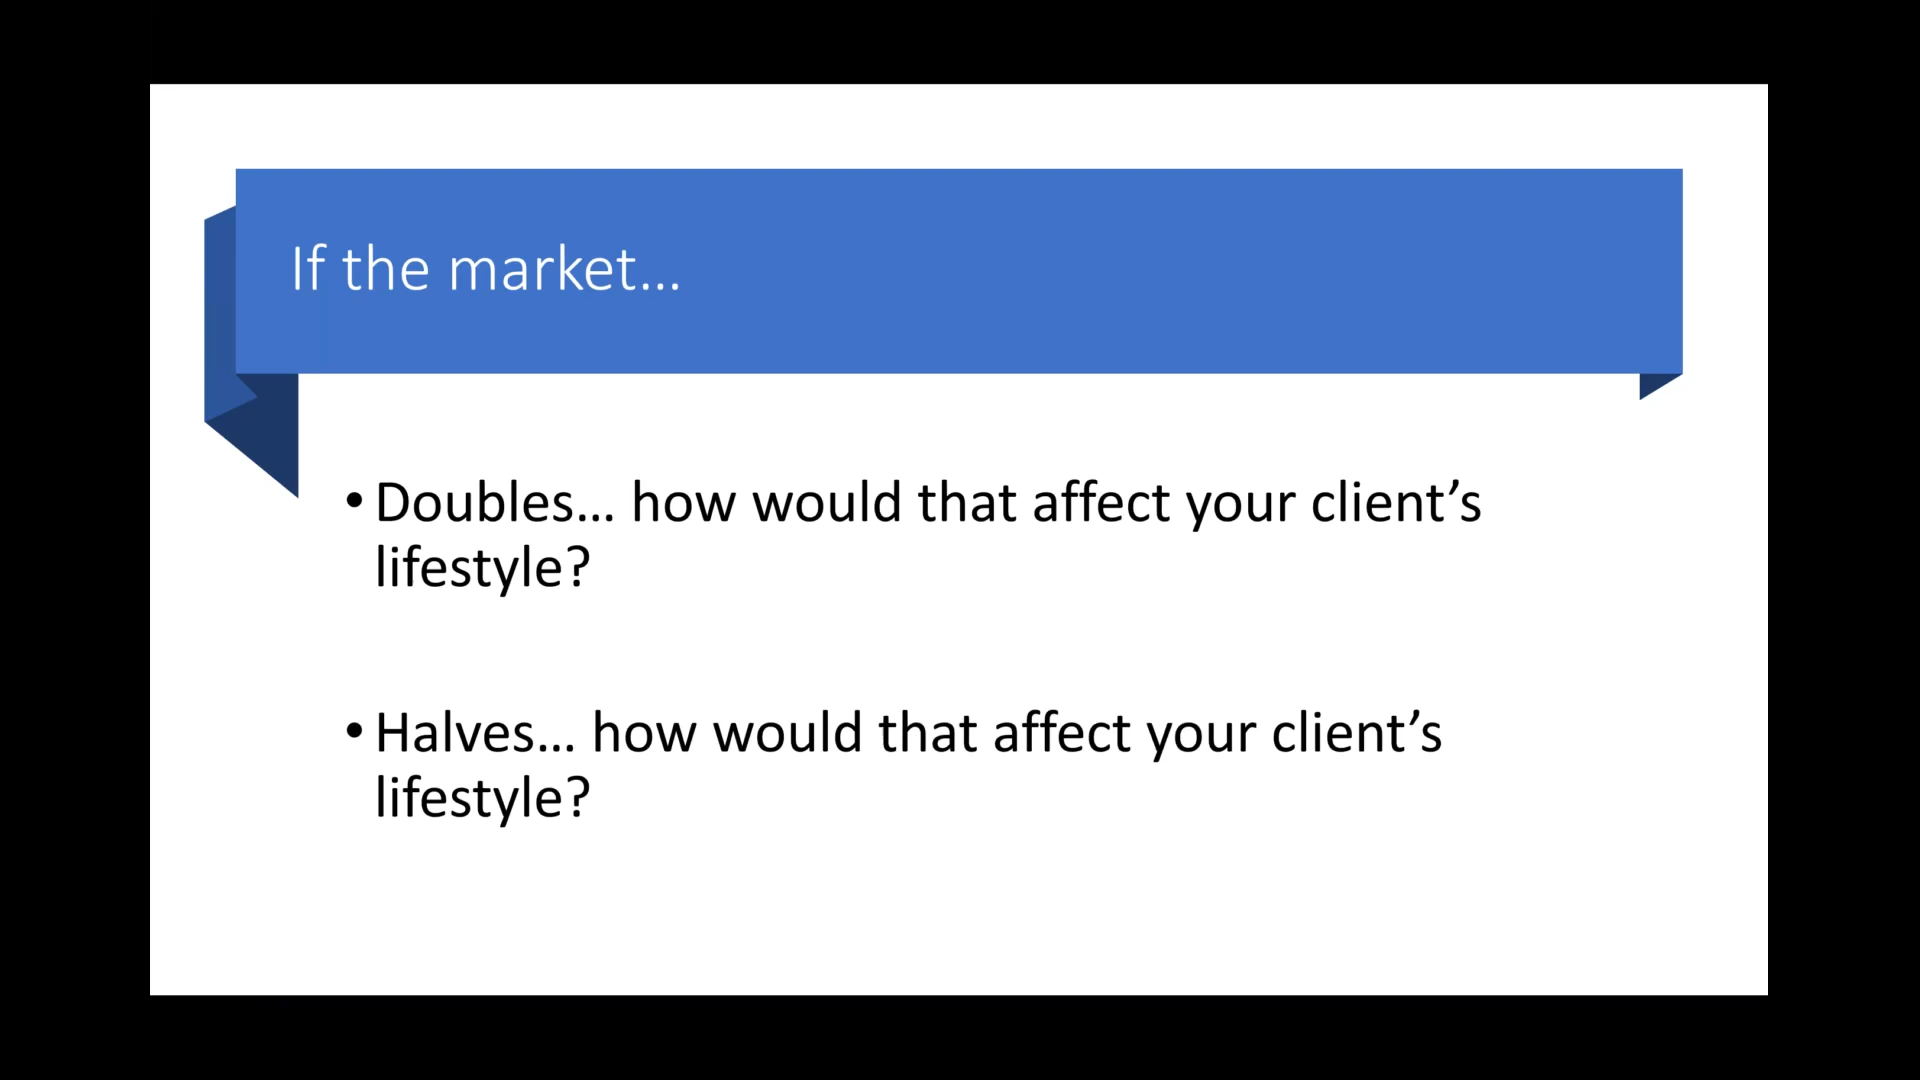 If the market...
• Doubles... how would that affect your client’s
lifestyle?
• Halves... how would that affect your client’s
lifestyle?